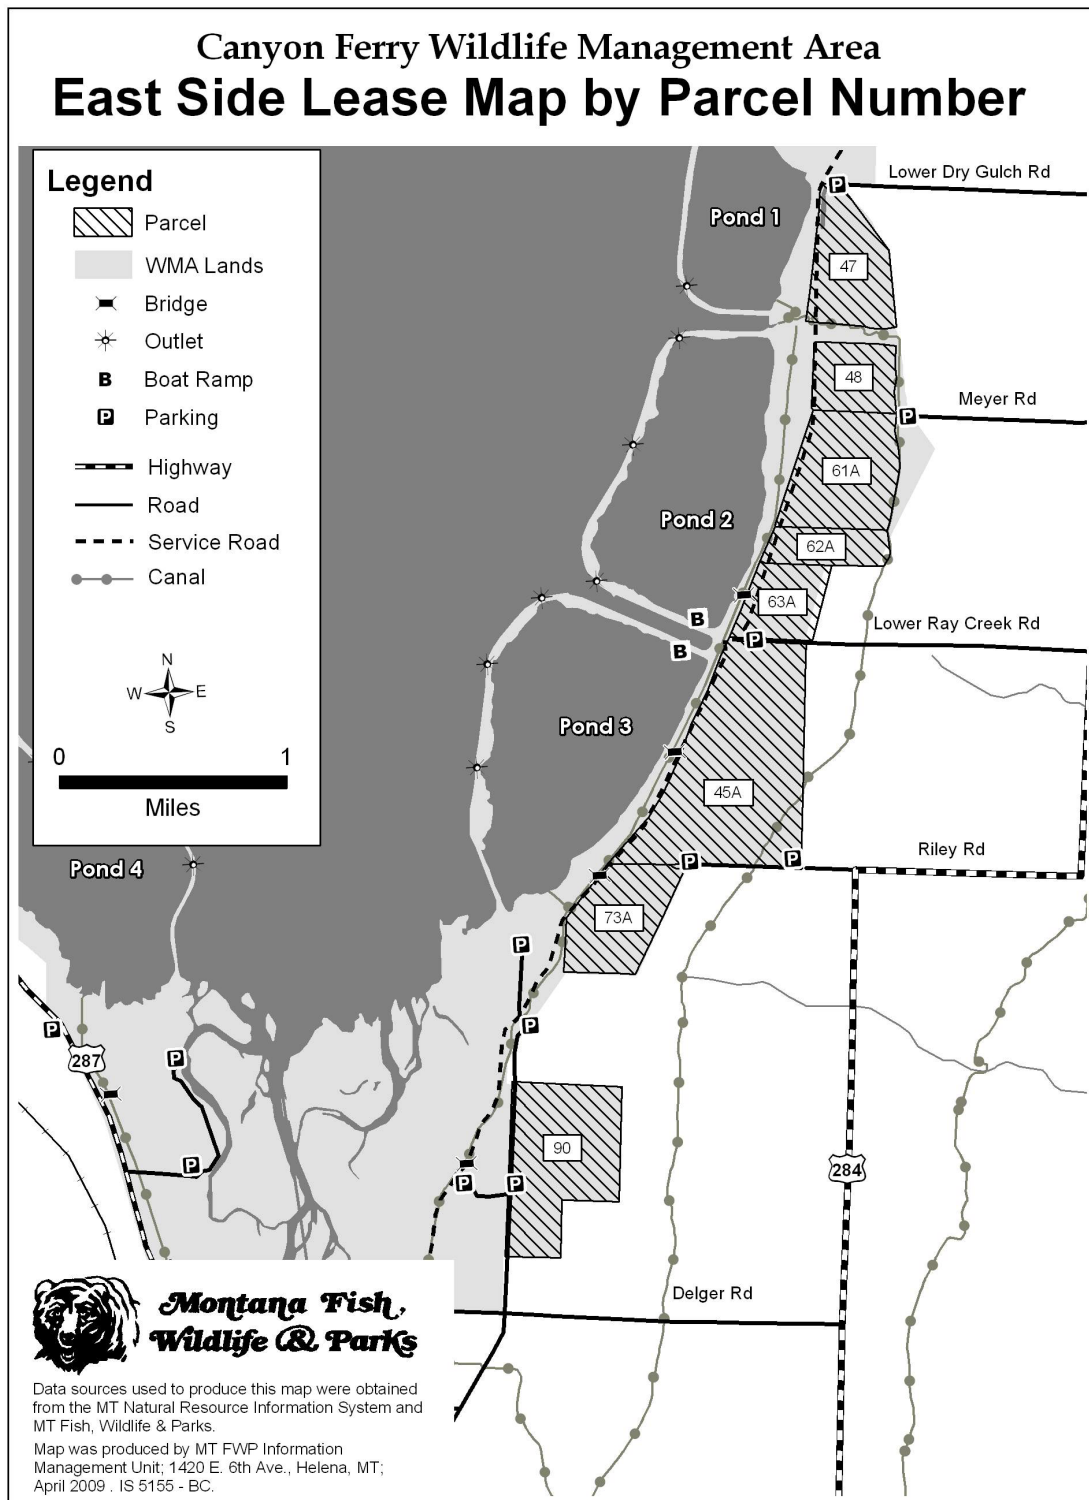 Canyon Ferry Wildlife Management Area
East Side Lease Map by Parcel Number
Legend
Parcel
WMA Lands
Bridge
Outlet
B Boat Ramp
P Parking
Highway
Road
Service Road
Canal
N
W E
S
0 1
Miles
Lower Dry Gulch Rd
P
Pond 1
47
48
Meyer Rd
P
61A
Pond 2
62A
63A
B
Lower Ray Creek Rd
P
B
Pond 3
45A
Riley Rd
P
P
Pond 4
73A
P
P
P
287
P
90
P
284
P
P
Delger Rd
Montana Fish,
Wildlife & Parks
Data sources used to produce this map were obtained
from the MT Natural Resource Information System and
MT Fish, Wildlife & Parks.
Map was produced by MT FWP Information
Management Unit; 1420 E. 6th Ave., Helena, MT;
April 2009 . IS 5155 - BC.